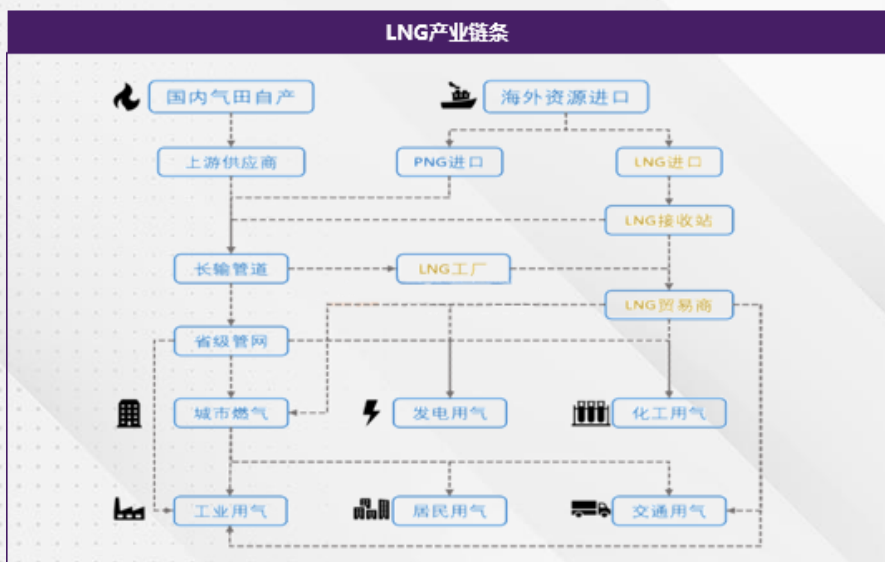 LNG产业链条
国内气田自产
海外资源进口
上游供应商
PNG进口
LNG进口
LNG接收站
长输管道
LNG工厂
LNG贸易商
省级管网
城市燃气
发电用气
化工用气
工业用气
居民用气
交通用气